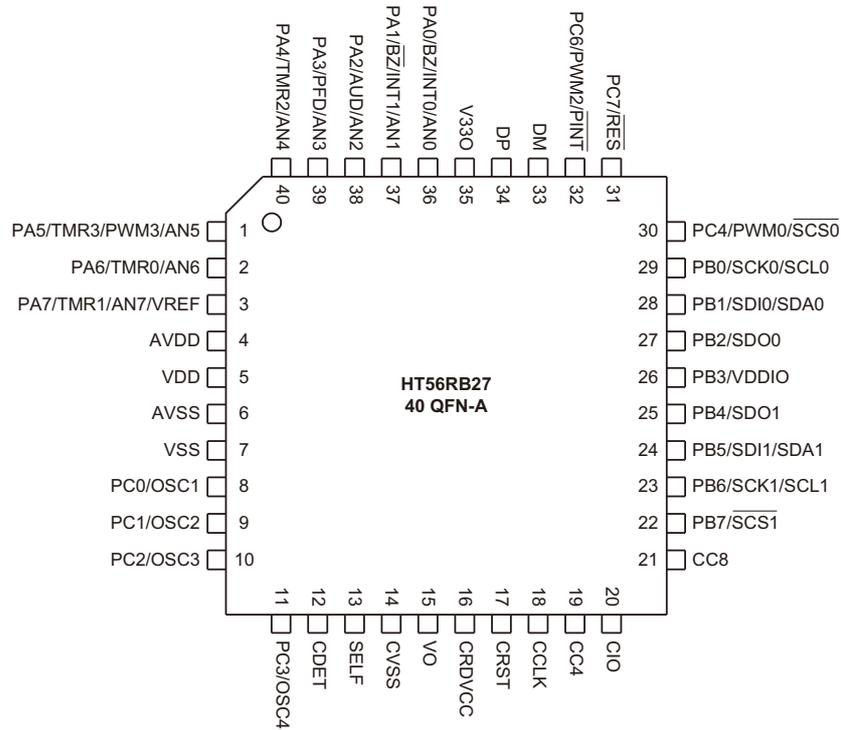 PA4/TMR2/AN4
PA3/PFD/AN3
PA2/AUD/AN2
PA1/B̅Z̅/INT1/AN1
PA0/BZ/INT0/AN0
V33O
DP
DM
PC6/PWM2/P̅I̅N̅T̅
PC7/R̅E̅S̅
40
39
38
37
36
35
34
33
32
31
PA5/TMR3/PWM3/AN5 1
PA6/TMR0/AN6 2
PA7/TMR1/AN7/VREF 3
AVDD 4
VDD 5
AVSS 6
VSS 7
PC0/OSC1 8
PC1/OSC2 9
PC2/OSC3 10
HT56RB27
40 QFN-A
30 PC4/PWM0/S̅C̅S̅0̅
29 PB0/SCK0/SCL0
28 PB1/SDI0/SDA0
27 PB2/SDO0
26 PB3/VDDIO
25 PB4/SDO1
24 PB5/SDI1/SDA1
23 PB6/SCK1/SCL1
22 PB7/S̅C̅S̅1̅
21 CC8
11
12
13
14
15
16
17
18
19
20
PC3/OSC4
CDET
SELF
CVSS
VO
CRDVCC
CRST
CCLK
CC4
CIO